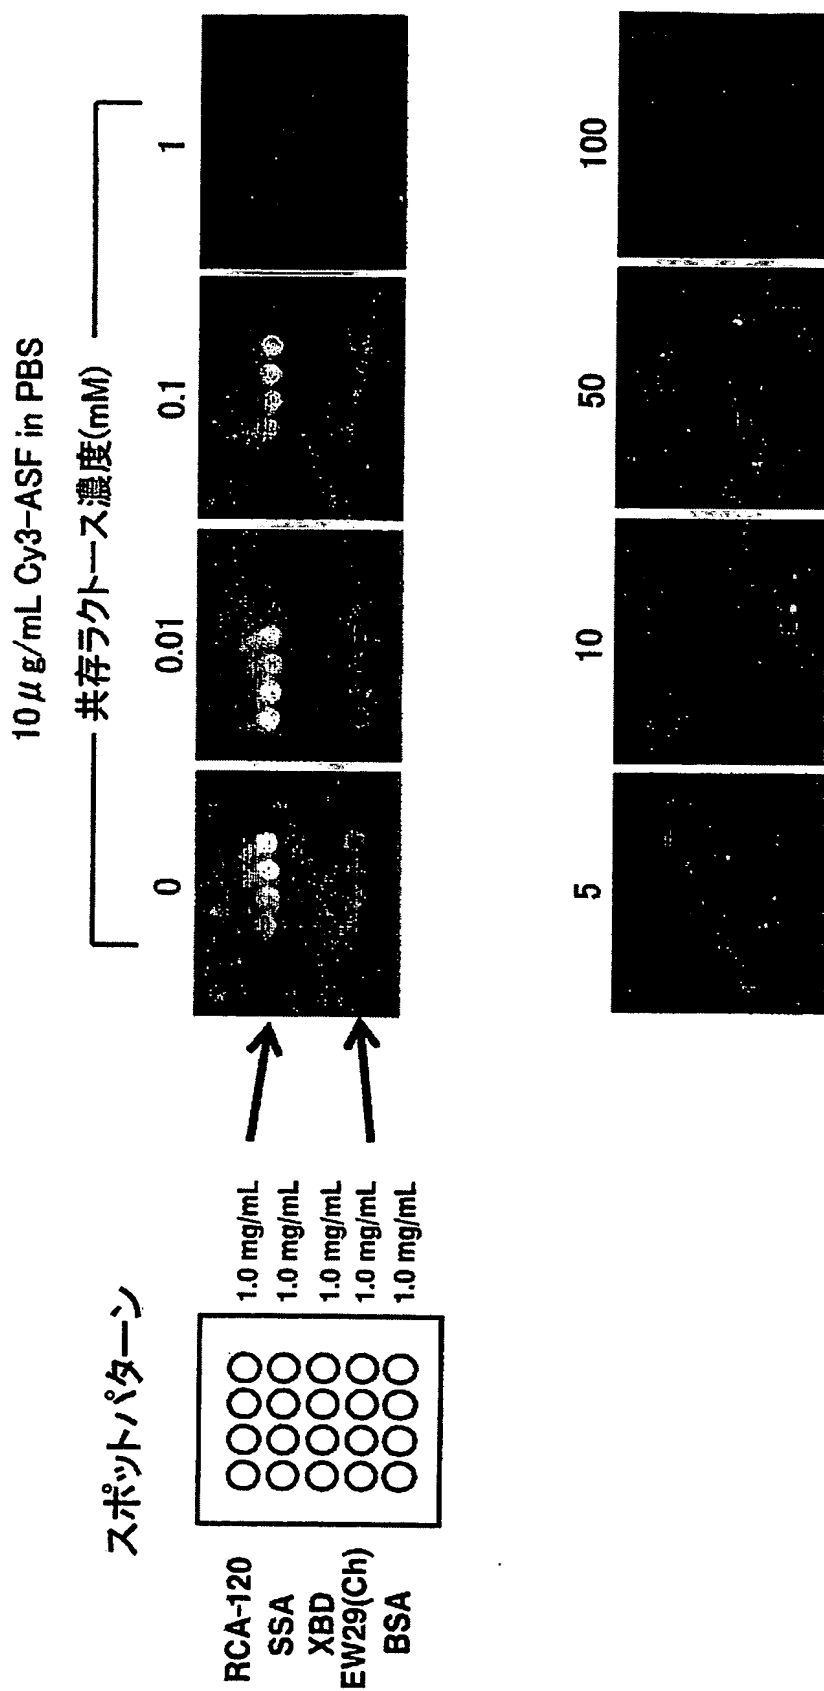 10μg/mL Cy3-ASF in PBS
共存ラクトース濃度(mM)
0 0.01 0.1 1
スポットパターン
RCA-120 1.0 mg/mL
SSA 1.0 mg/mL
XBD 1.0 mg/mL
EW29(Ch) 1.0 mg/mL
BSA 1.0 mg/mL
5 10 50 100